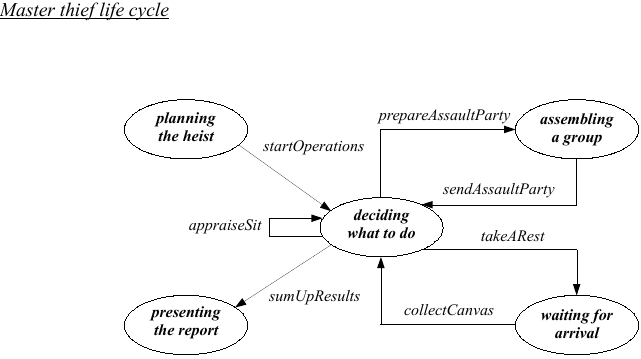 Master thief life cycle
planning
the heist
startOperations
prepareAssaultParty
assembling
a group
sendAssaultParty
appraiseSit
deciding
what to do
takeARest
sumUpResults
collectCanvas
presenting
the report
waiting for
arrival